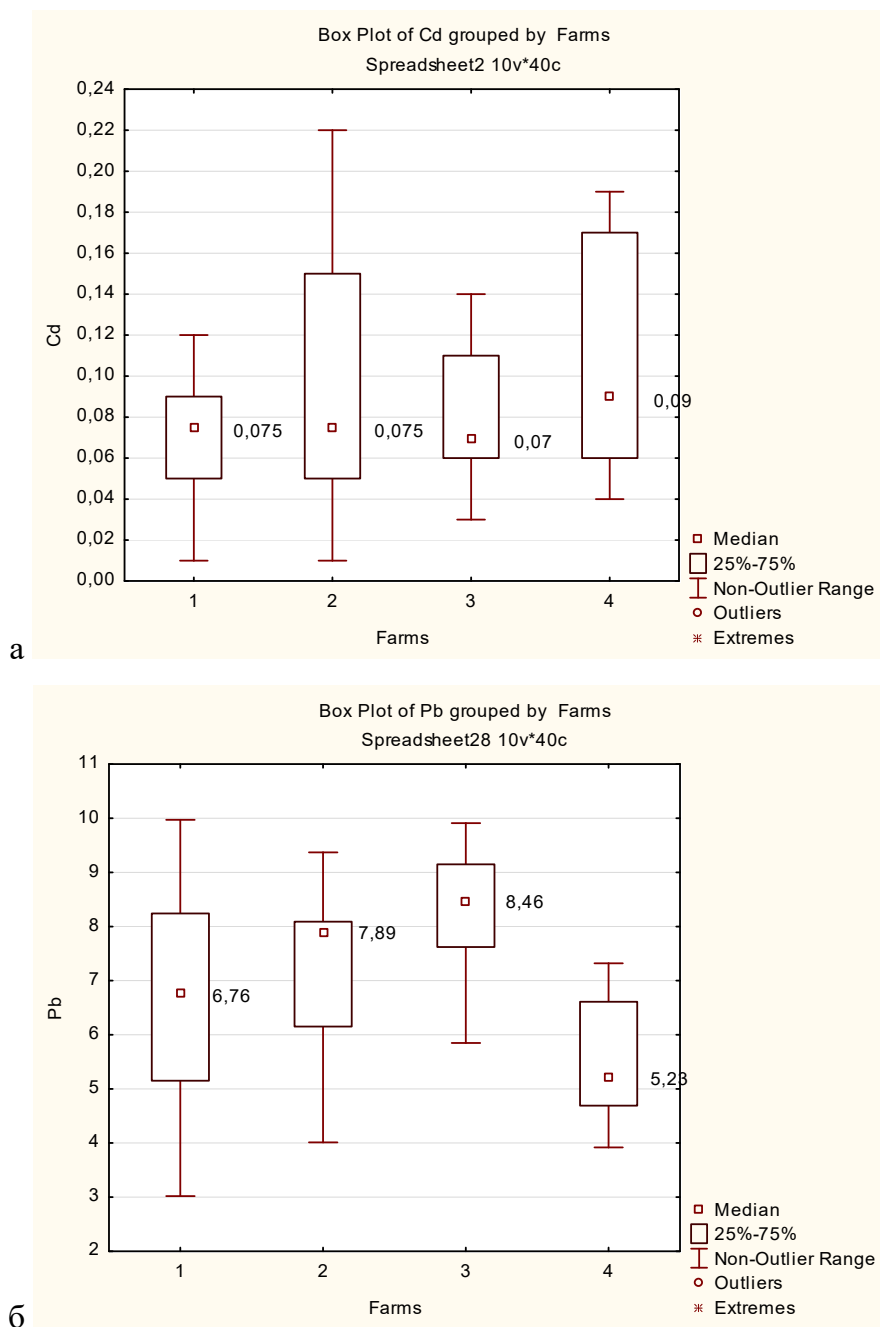 Box Plot of Cd grouped by Farms
Spreadsheet2 10v*40c
0,24
0,22
0,20
0,18
0,16
0,14
0,12
0,10
0,08
0,06
0,04
0,02
0,00
Cd
0,075
0,075
0,07
0,09
1 2 3 4
Farms
Median
25%-75%
Non-Outlier Range
Outliers
Extremes
а
Box Plot of Pb grouped by Farms
Spreadsheet28 10v*40c
11
10
9
8
7
6
5
4
3
2
Pb
6,76
7,89
8,46
5,23
1 2 3 4
Farms
Median
25%-75%
Non-Outlier Range
Outliers
Extremes
б